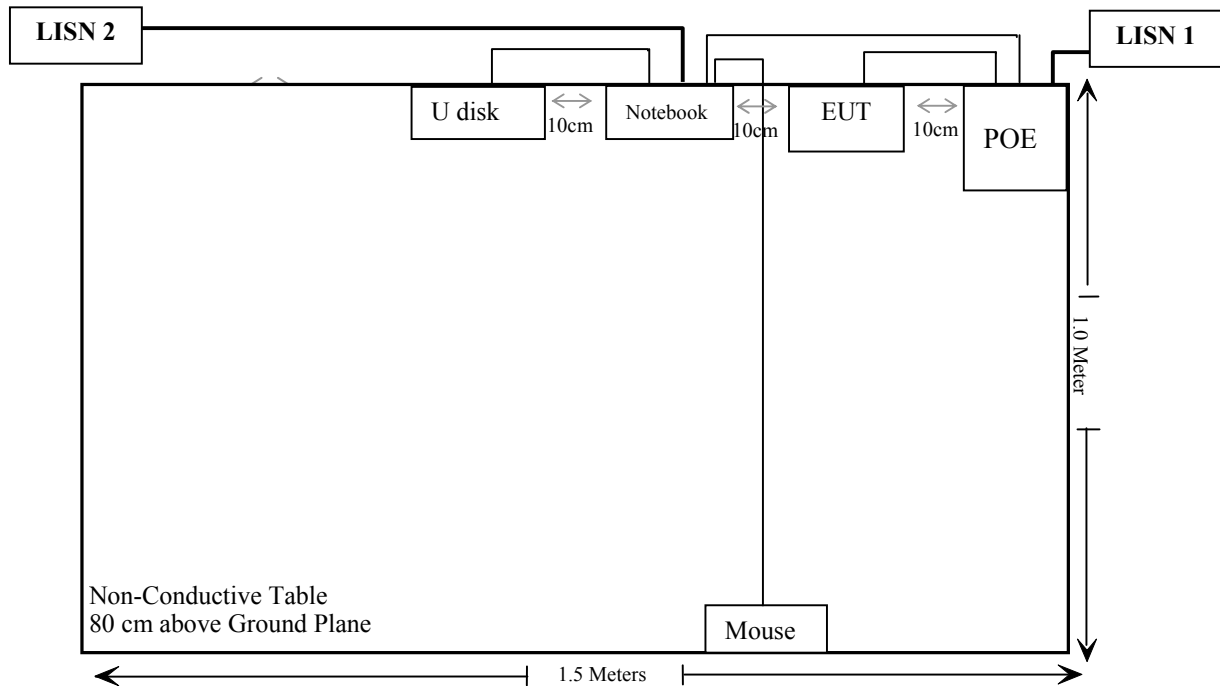 LISN 2
LISN 1
U disk
10cm
Notebook
10cm
EUT
10cm
POE
1.0 Meter
Non-Conductive Table
80 cm above Ground Plane
Mouse
1.5 Meters